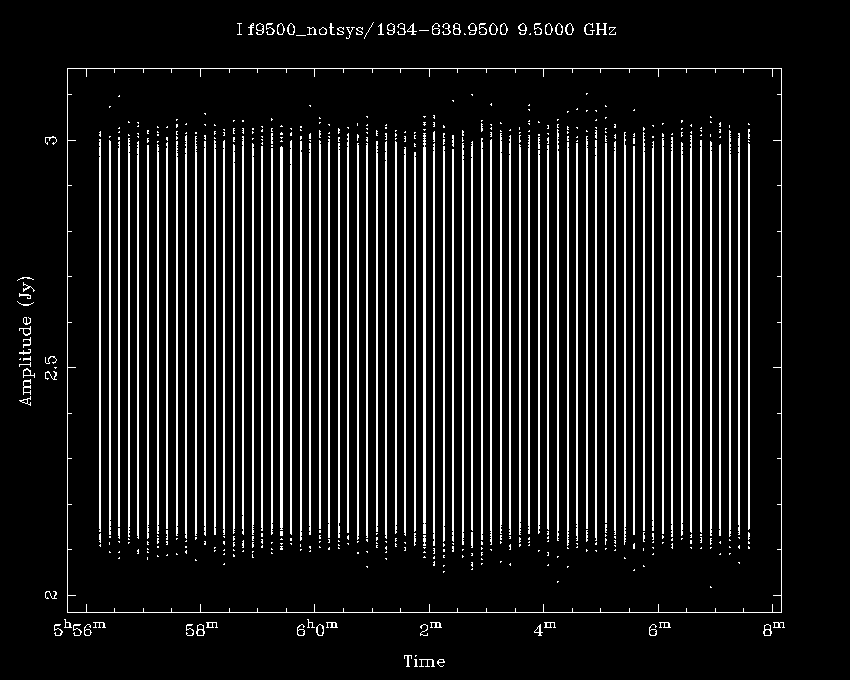 I f9500_notsys/1934−638.9500 9.5000 GHz
3
2.5
2
Amplitude (Jy)
5ʰ56ᵐ 58ᵐ 6ʰ0ᵐ 2ᵐ 4ᵐ 6ᵐ 8ᵐ
Time